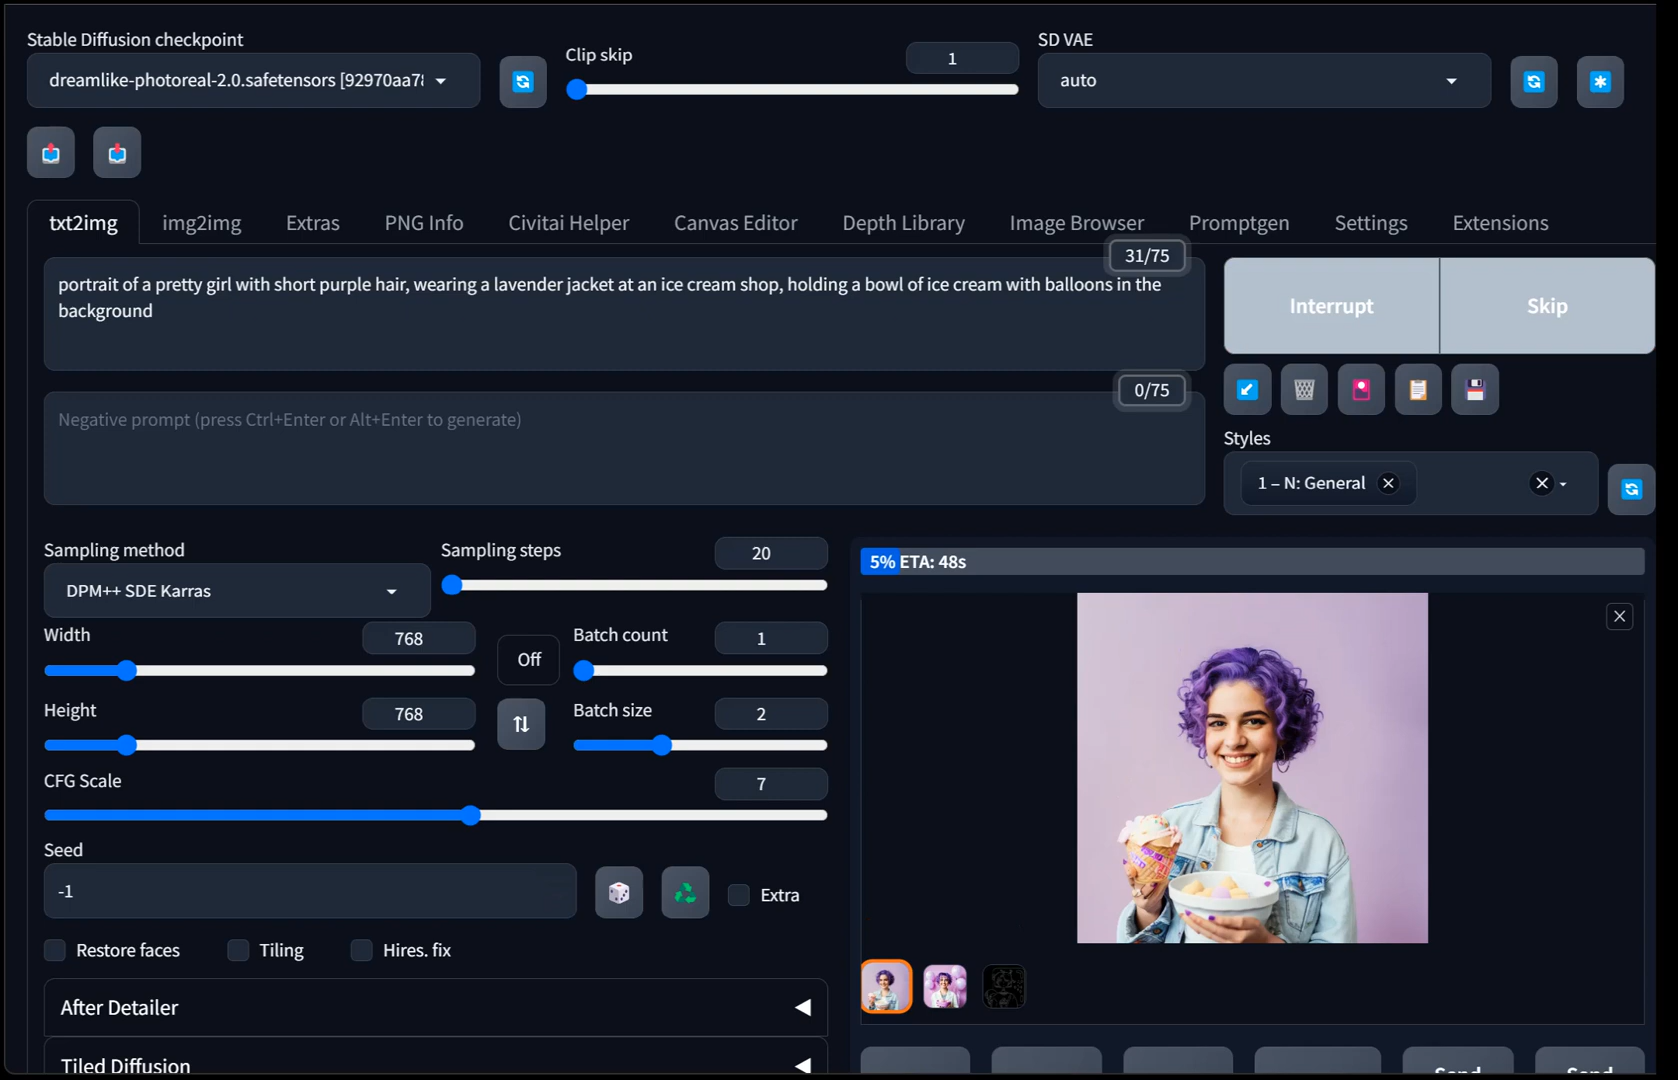 Stable Diffusion checkpoint
dreamlike-photoreal-2.0.safetensors [92970aa78
Clip skip
1
SD VAE
auto
txt2img
img2img
Extras
PNG Info
Civitai Helper
Canvas Editor
Depth Library
Image Browser
Promptgen
Settings
Extensions
31/75
portrait of a pretty girl with short purple hair, wearing a lavender jacket at an ice cream shop, holding a bowl of ice cream with balloons in the
background
Interrupt
Skip
0/75
Negative prompt (press Ctrl+Enter or Alt+Enter to generate)
Styles
1 – N: General
Sampling method
DPM++ SDE Karras
Sampling steps
20
5% ETA: 48s
Width
768
Off
Batch count
1
Height
768
Batch size
2
CFG Scale
7
Seed
-1
Extra
Restore faces
Tiling
Hires. fix
After Detailer
Tiled Diffusion
Send
Send